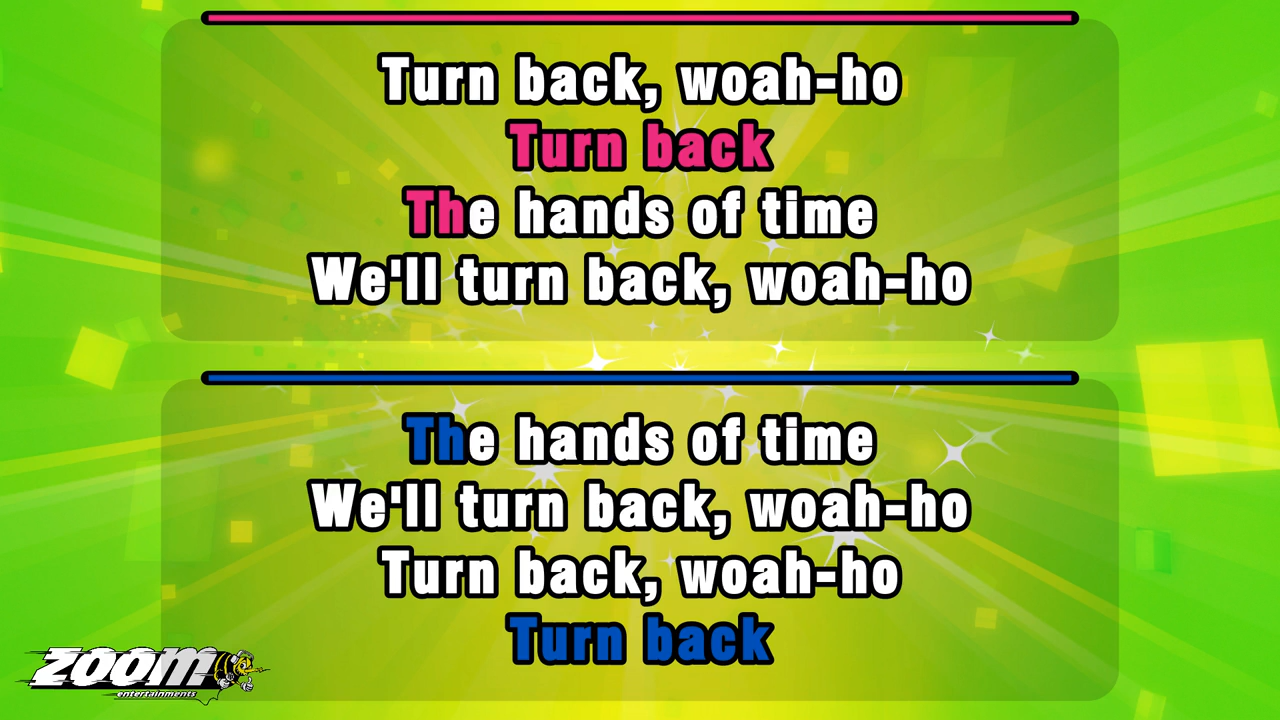 Turn back, woah-ho
Turn back
The hands of time
We'll turn back, woah-ho
The hands of time
We'll turn back, woah-ho
Turn back, woah-ho
Turn back
zoom
entertainments